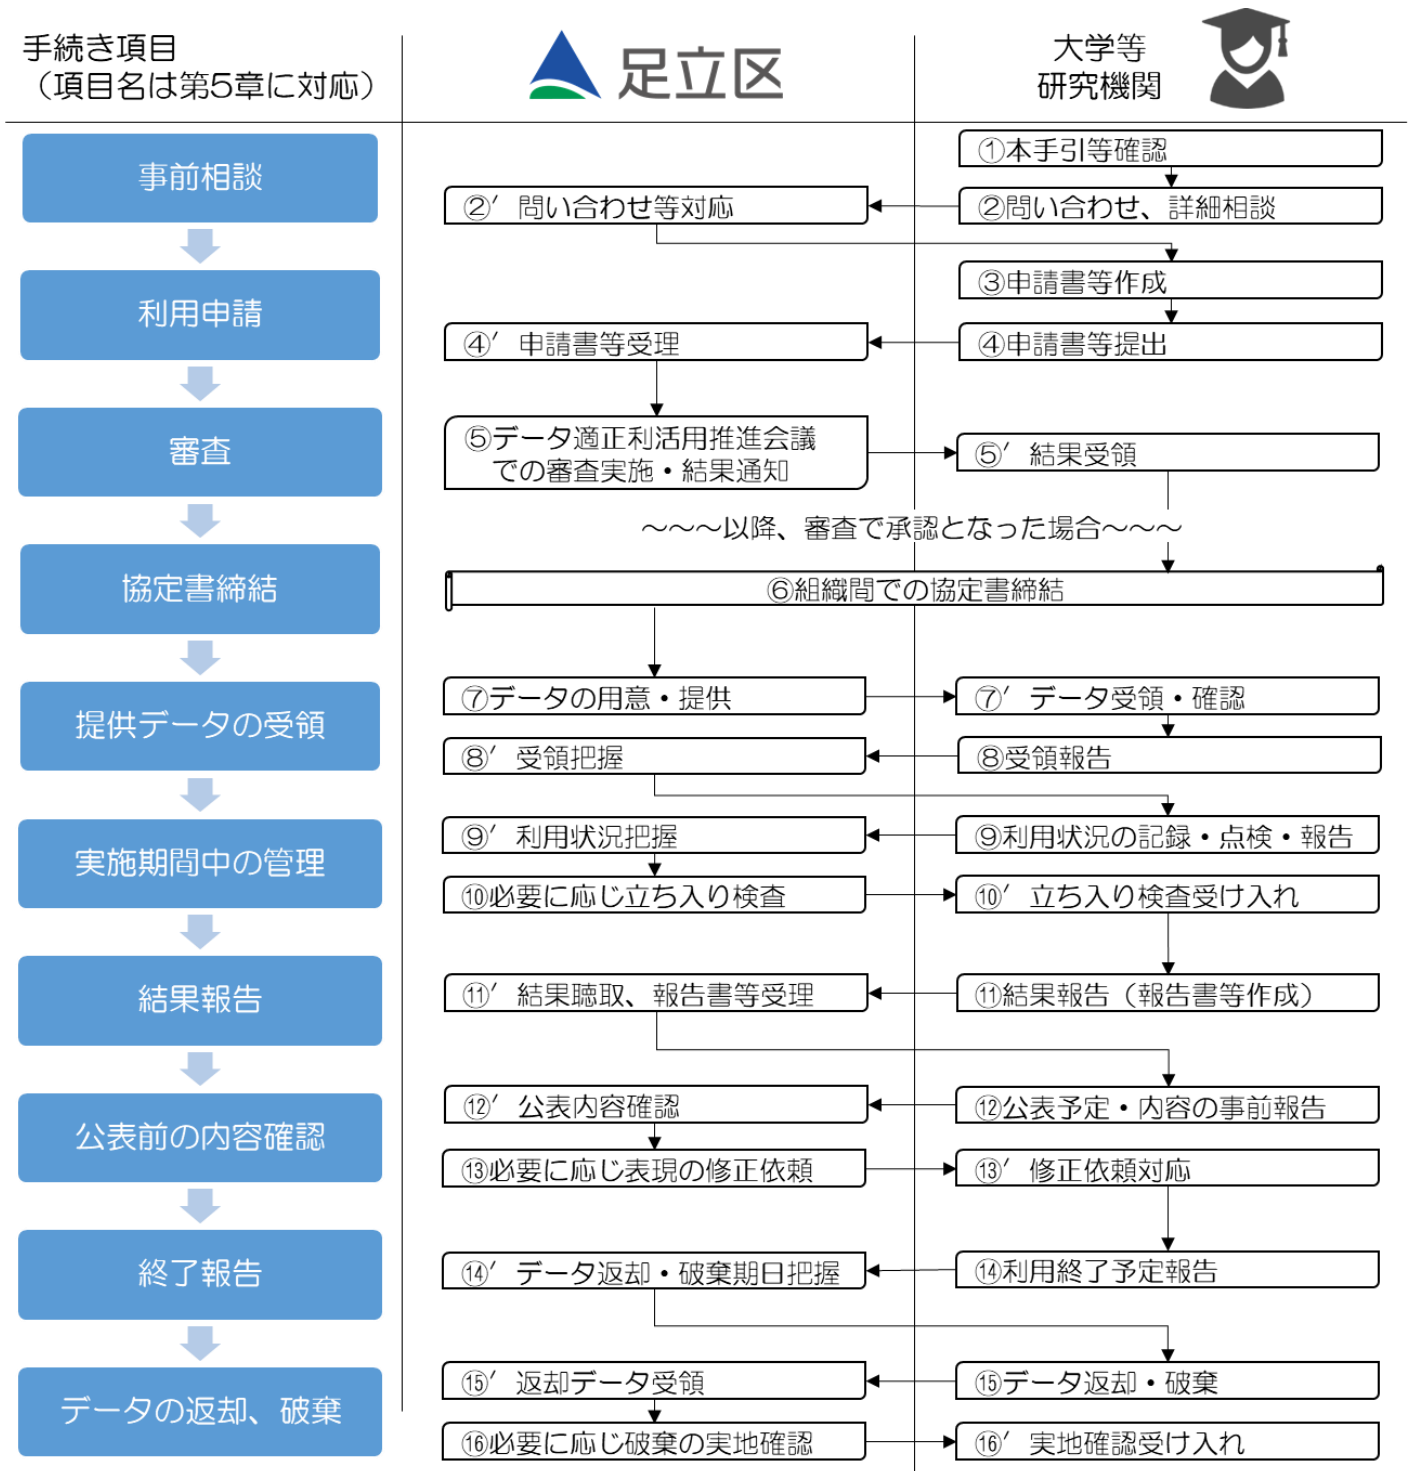 手続き項目
（項目名は第5章に対応）
足立区
大学等
研究機関
事前相談
①本手引等確認
②′ 問い合わせ等対応
②問い合わせ、詳細相談
利用申請
③申請書等作成
④′ 申請書等受理
④申請書等提出
審査
⑤データ適正利活用推進会議
での審査実施・結果通知
⑤′ 結果受領
～～～以降、審査で承認となった場合～～～
協定書締結
⑥組織間での協定書締結
提供データの受領
⑦データの用意・提供
⑦′ データ受領・確認
⑧′ 受領把握
⑧受領報告
実施期間中の管理
⑨′ 利用状況把握
⑨利用状況の記録・点検・報告
⑩必要に応じ立ち入り検査
⑩′ 立ち入り検査受け入れ
結果報告
⑪′ 結果聴取、報告書等受理
⑪結果報告（報告書等作成）
公表前の内容確認
⑫′ 公表内容確認
⑫公表予定・内容の事前報告
⑬必要に応じ表現の修正依頼
⑬′ 修正依頼対応
終了報告
⑭′ データ返却・破棄期日把握
⑭利用終了予定報告
データの返却、破棄
⑮′ 返却データ受領
⑮データ返却・破棄
⑯必要に応じ破棄の実地確認
⑯′ 実地確認受け入れ